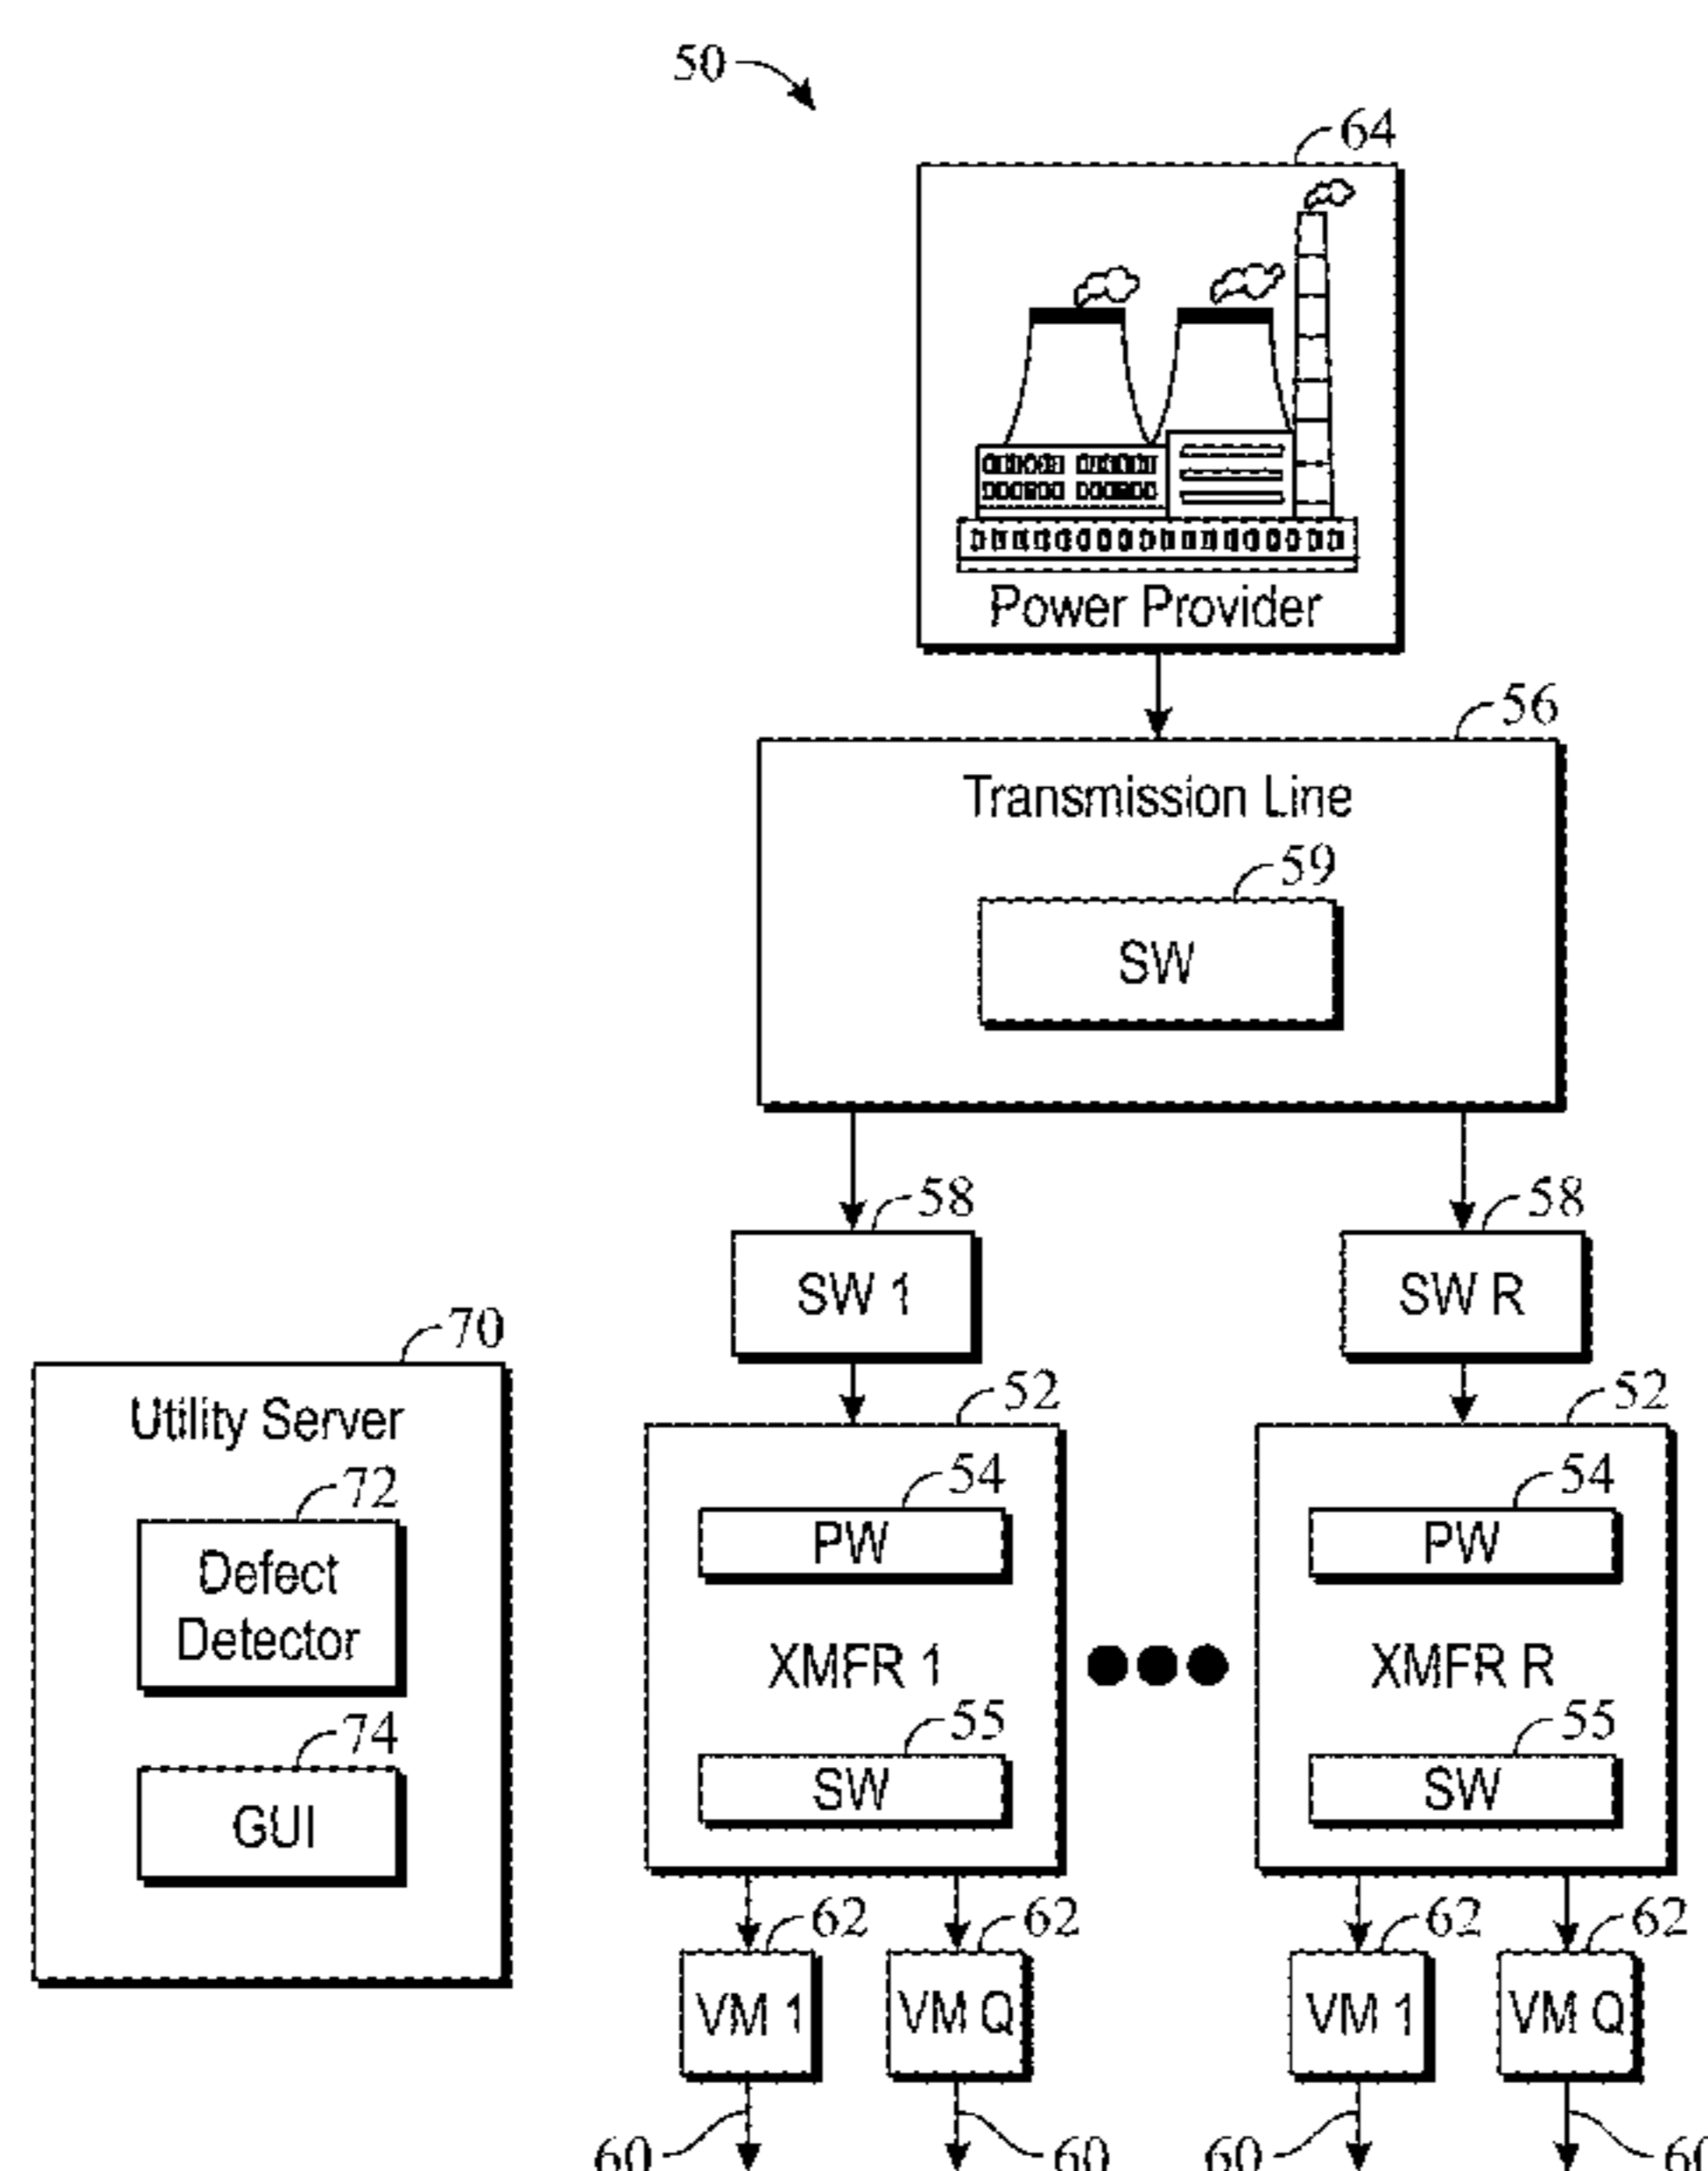 50
64
Power Provider
56
Transmission Line
59
SW
58
SW 1
58
SW R
70
Utility Server
72
Defect
Detector
74
GUI
52
54
PW
XMFR 1
55
SW
52
54
PW
XMFR R
55
SW
62
VM 1
62
VM Q
62
VM 1
62
VM Q
60
60
60
60